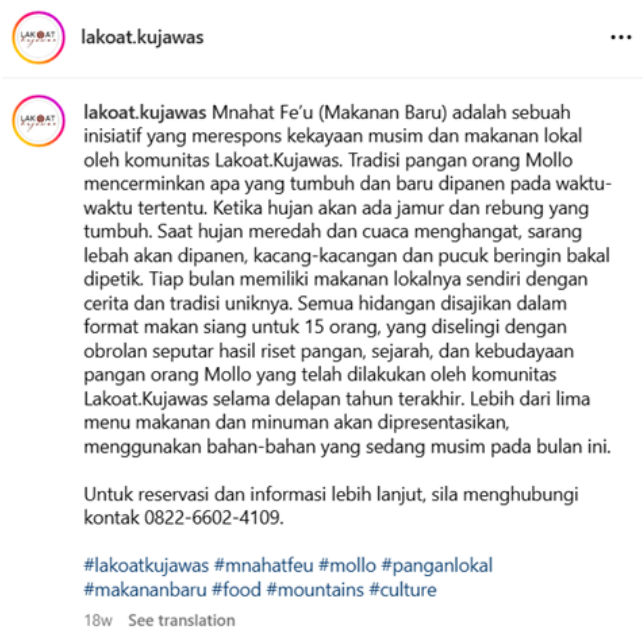 LAKOAT
kujawas
lakoat.kujawas
•••
LAKOAT
kujawas
lakoat.kujawas Mnahat Fe’u (Makanan Baru) adalah sebuah
inisiatif yang merespons kekayaan musim dan makanan lokal
oleh komunitas Lakoat.Kujawas. Tradisi pangan orang Mollo
mencerminkan apa yang tumbuh dan baru dipanen pada waktu-
waktu tertentu. Ketika hujan akan ada jamur dan rebung yang
tumbuh. Saat hujan meredah dan cuaca menghangat, sarang
lebah akan dipanen, kacang-kacangan dan pucuk beringin bakal
dipetik. Tiap bulan memiliki makanan lokalnya sendiri dengan
cerita dan tradisi uniknya. Semua hidangan disajikan dalam
format makan siang untuk 15 orang, yang diselingi dengan
obrolan seputar hasil riset pangan, sejarah, dan kebudayaan
pangan orang Mollo yang telah dilakukan oleh komunitas
Lakoat.Kujawas selama delapan tahun terakhir. Lebih dari lima
menu makanan dan minuman akan dipresentasikan,
menggunakan bahan-bahan yang sedang musim pada bulan ini.
Untuk reservasi dan informasi lebih lanjut, sila menghubungi
kontak 0822-6602-4109.
#lakoatkujawas #mnahatfeu #mollo #panganlokal
#makananbaru #food #mountains #culture
18w See translation